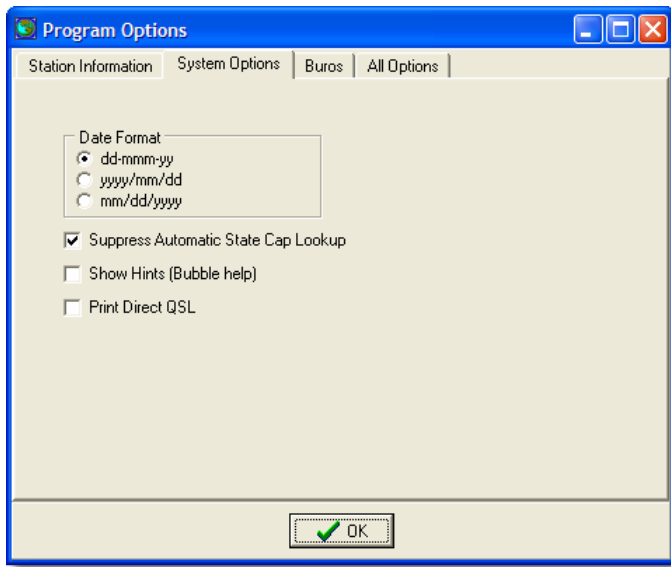 Program Options
Station Information System Options Buros All Options
Date Format
dd-mmm-yy
yyyy/mm/dd
mm/dd/yyyy
Suppress Automatic State Cap Lookup
Show Hints (Bubble help)
Print Direct QSL
OK